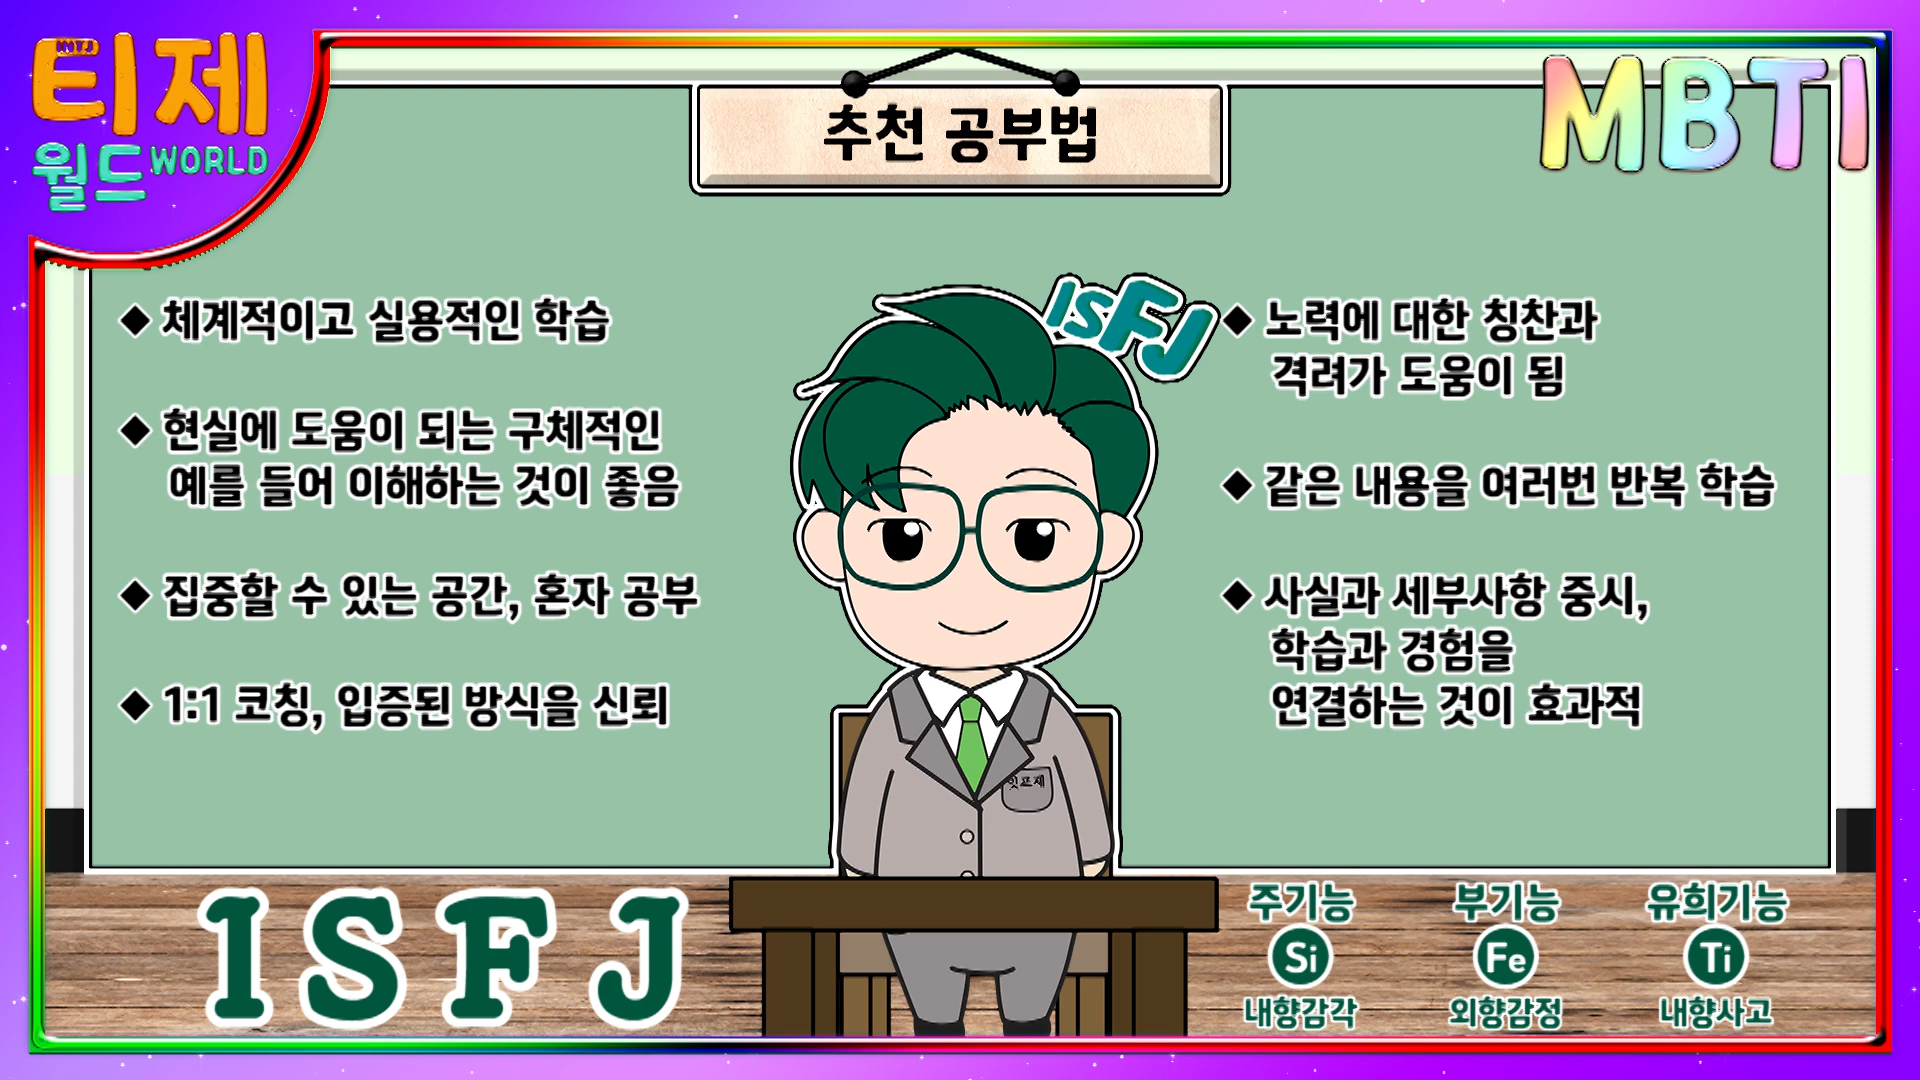 INTJ
티제
월드 WORLD
MBTI
추천 공부법
ISFJ
◆ 체계적이고 실용적인 학습
◆ 현실에 도움이 되는 구체적인
예를 들어 이해하는 것이 좋음
◆ 집중할 수 있는 공간, 혼자 공부
◆ 1:1 코칭, 입증된 방식을 신뢰
◆ 노력에 대한 칭찬과
격려가 도움이 됨
◆ 같은 내용을 여러번 반복 학습
◆ 사실과 세부사항 중시,
학습과 경험을
연결하는 것이 효과적
잇프제
ISFJ
주기능 부기능 유희기능
Si Fe Ti
내향감각 외향감정 내향사고